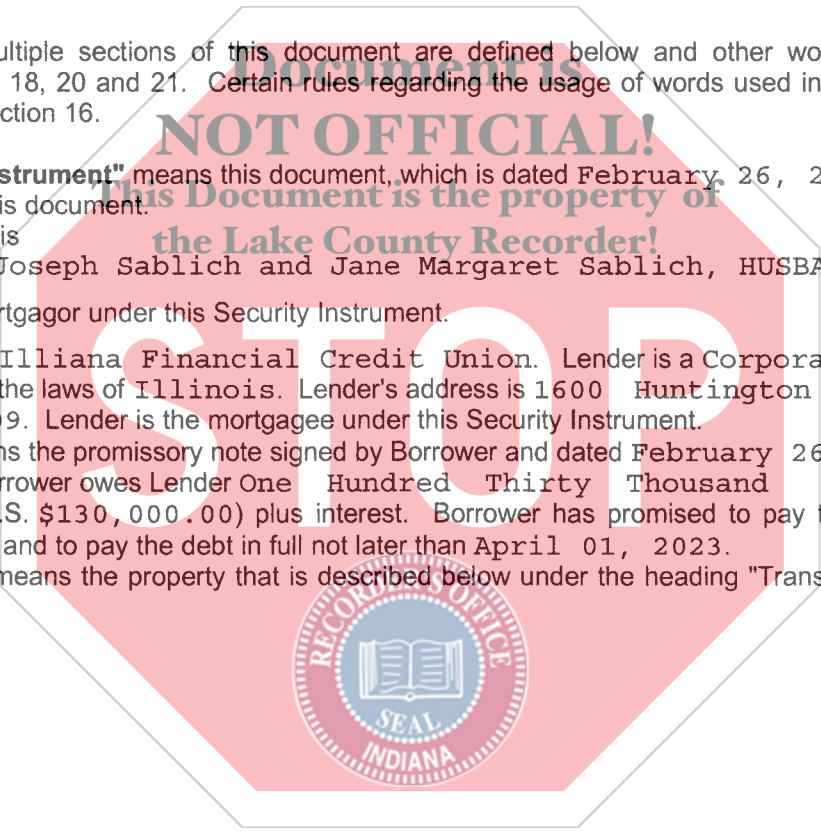 ultiple sections of this document are defined below and other wo
Document is
18, 20 and 21. Certain rules regarding the usage of words used in
ction 16.
NOT OFFICIAL!
strument" means this document, which is dated February 26, 2
This Document is the property of
is document.
is
the Lake County Recorder!
Joseph Sablich and Jane Margaret Sablich, HUSBA
rtgagor under this Security Instrument.
STOP
Illiana Financial Credit Union. Lender is a Corpora
the laws of Illinois. Lender's address is 1600 Huntington
9. Lender is the mortgagee under this Security Instrument.
ns the promissory note signed by Borrower and dated February 26
rrower owes Lender One Hundred Thirty Thousand
.S. $130,000.00) plus interest. Borrower has promised to pay t
and to pay the debt in full not later than April 01, 2023.
means the property that is described below under the heading "Trans
RECORDER'S OFFICE
SEAL
INDIANA